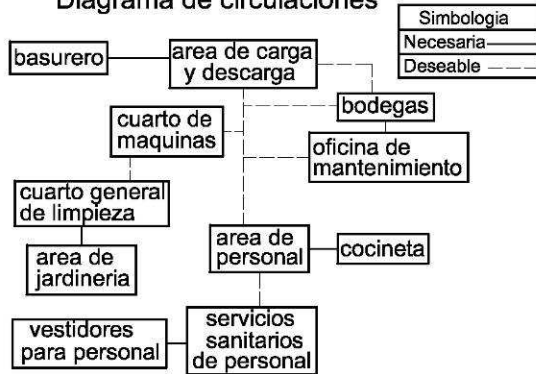 Diagrama de circulaciones
Simbologia
Necesaria
Deseable
basurero
area de carga
y descarga
bodegas
cuarto de
maquinas
oficina de
mantenimiento
cuarto general
de limpieza
area de
jardineria
area de
personal
cocineta
vestidores
para personal
servicios
sanitarios
de personal